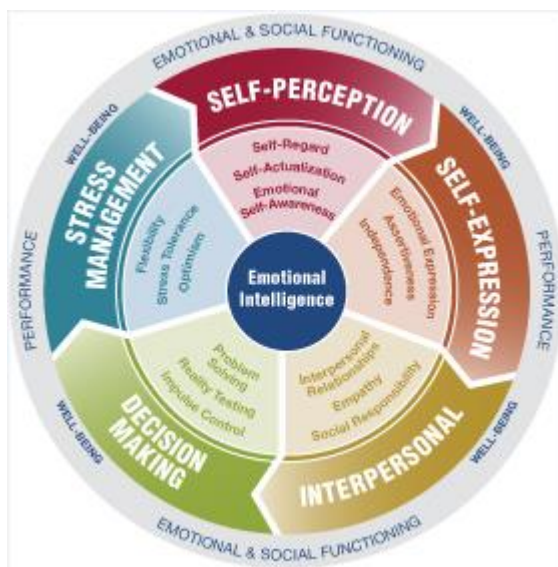 EMOTIONAL & SOCIAL FUNCTIONING
WELL-BEING
WELL-BEING
PERFORMANCE
PERFORMANCE
WELL-BEING
WELL-BEING
EMOTIONAL & SOCIAL FUNCTIONING
SELF-PERCEPTION
Self-Regard
Self-Actualization
Emotional
Self-Awareness
SELF-EXPRESSION
Emotional Expression
Assertiveness
Independence
INTERPERSONAL
Interpersonal
Relationships
Empathy
Social Responsibility
DECISION
MAKING
Problem
Solving
Reality Testing
Impulse Control
STRESS
MANAGEMENT
Flexibility
Stress Tolerance
Optimism
Emotional
Intelligence